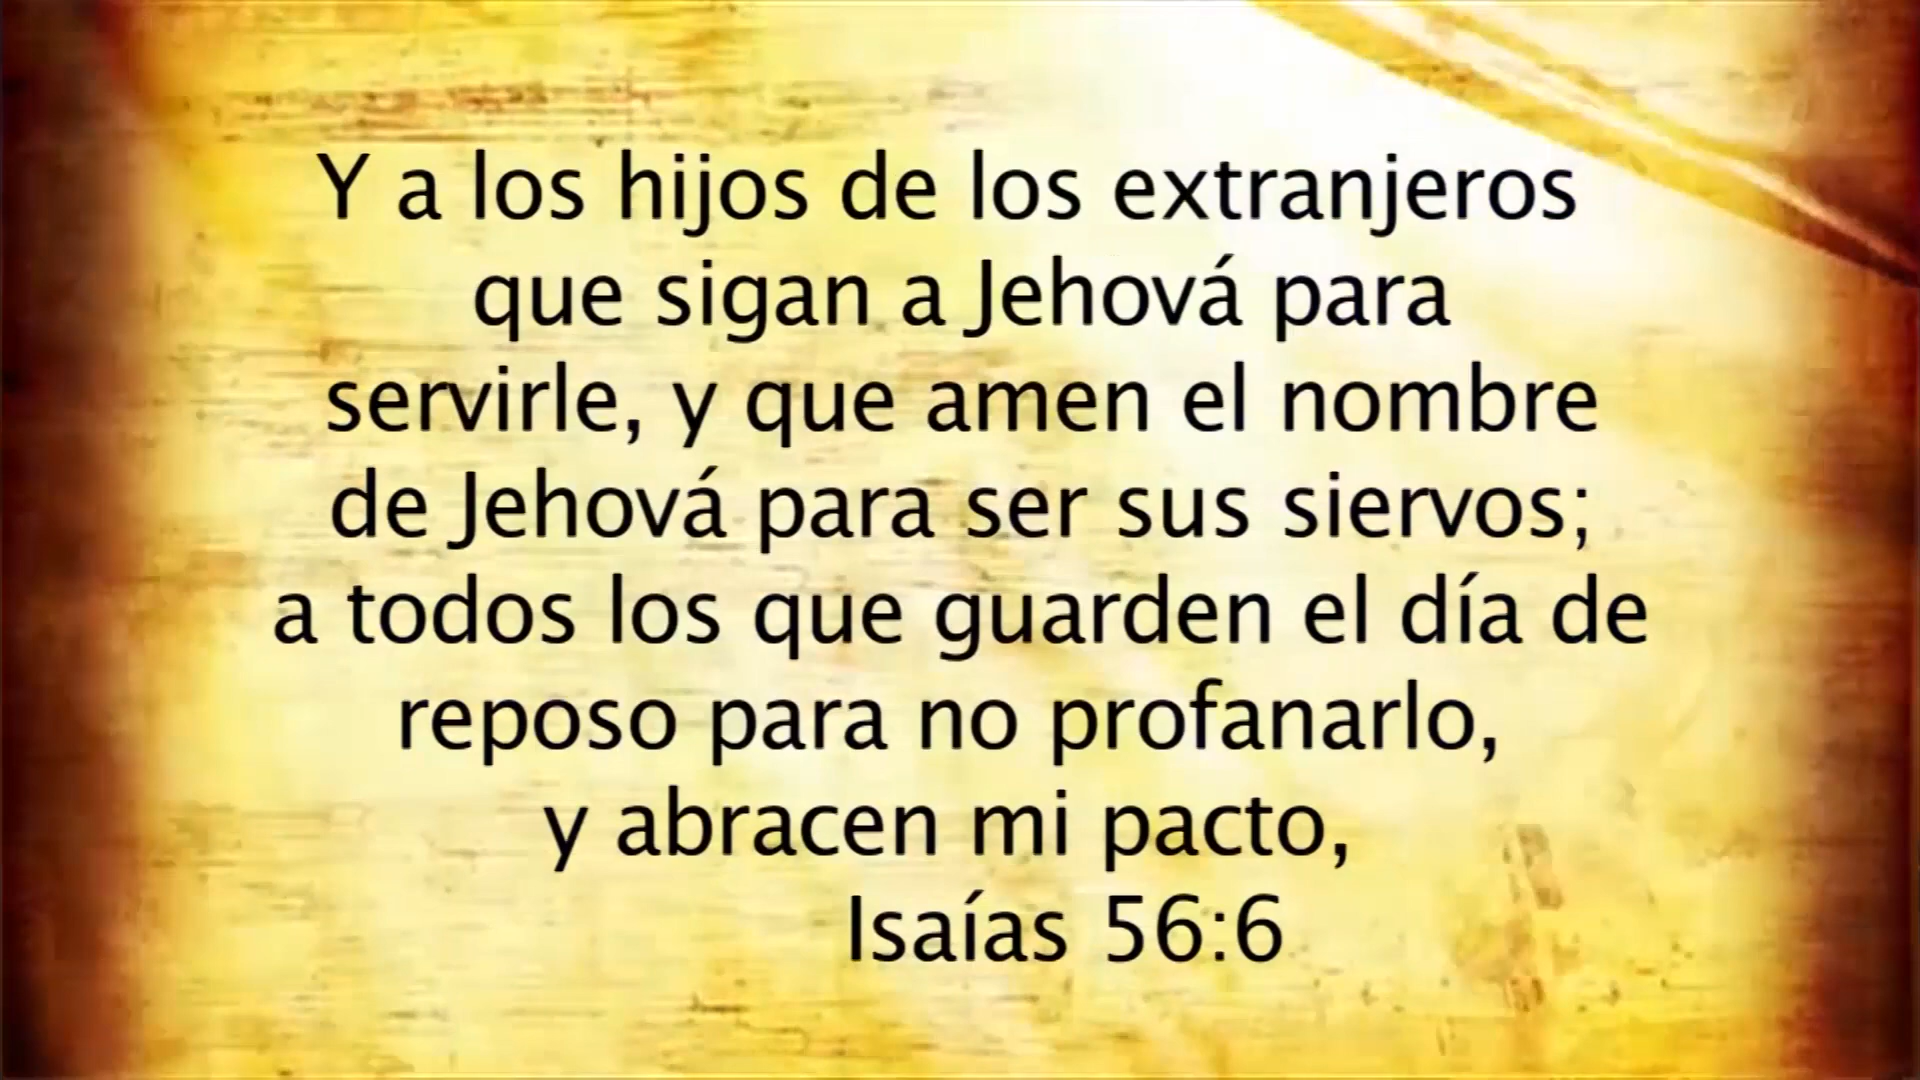 Y a los hijos de los extranjeros
que sigan a Jehová para
servirle, y que amen el nombre
de Jehová para ser sus siervos;
a todos los que guarden el día de
reposo para no profanarlo,
y abracen mi pacto,
Isaías 56:6